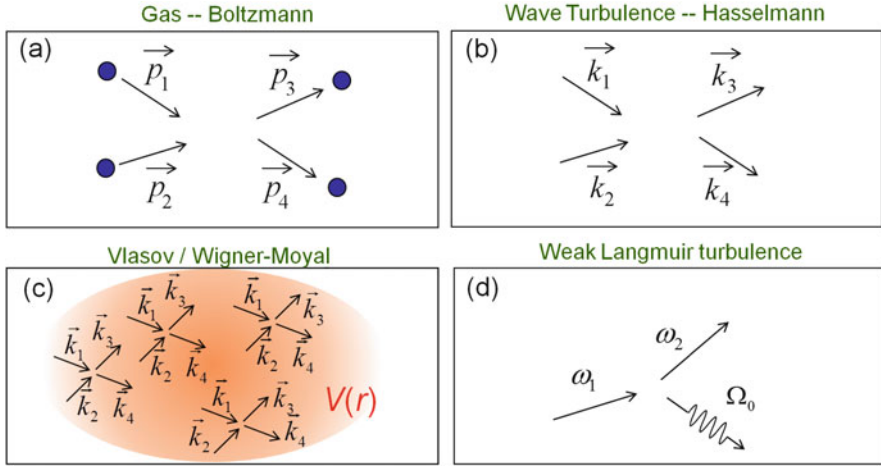 Gas -- Boltzmann
(a)
p₁ p₃
p₂ p₄
Wave Turbulence -- Hasselmann
(b)
k₁ k₃
k₂ k₄
Vlasov / Wigner-Moyal
(c)
k₁ k₃ k₂ k₄
k₁ k₃ k₂ k₄
k₁ k₃ k₂ k₄
k₁ k₃ k₂ k₄
V(r)
Weak Langmuir turbulence
(d)
ω₁ ω₂ Ω₀